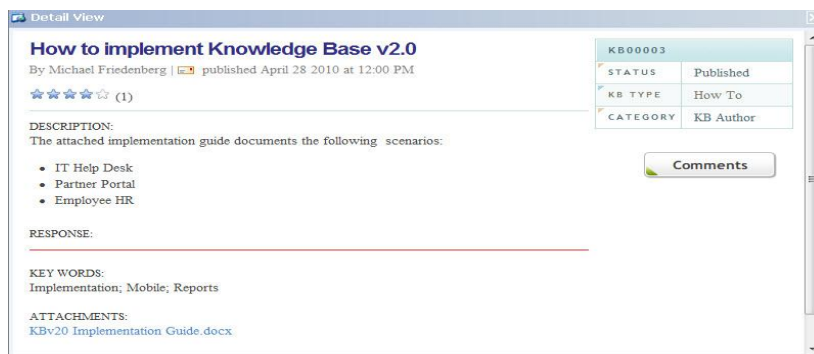 Detail View
How to implement Knowledge Base v2.0
By Michael Friedenberg | published April 28 2010 at 12:00 PM
(1)
DESCRIPTION:
The attached implementation guide documents the following scenarios:
• IT Help Desk
• Partner Portal
• Employee HR
RESPONSE:
KEY WORDS:
Implementation; Mobile; Reports
ATTACHMENTS:
KBv20 Implementation Guide.docx
KB00003
STATUS Published
KB TYPE How To
CATEGORY KB Author
Comments